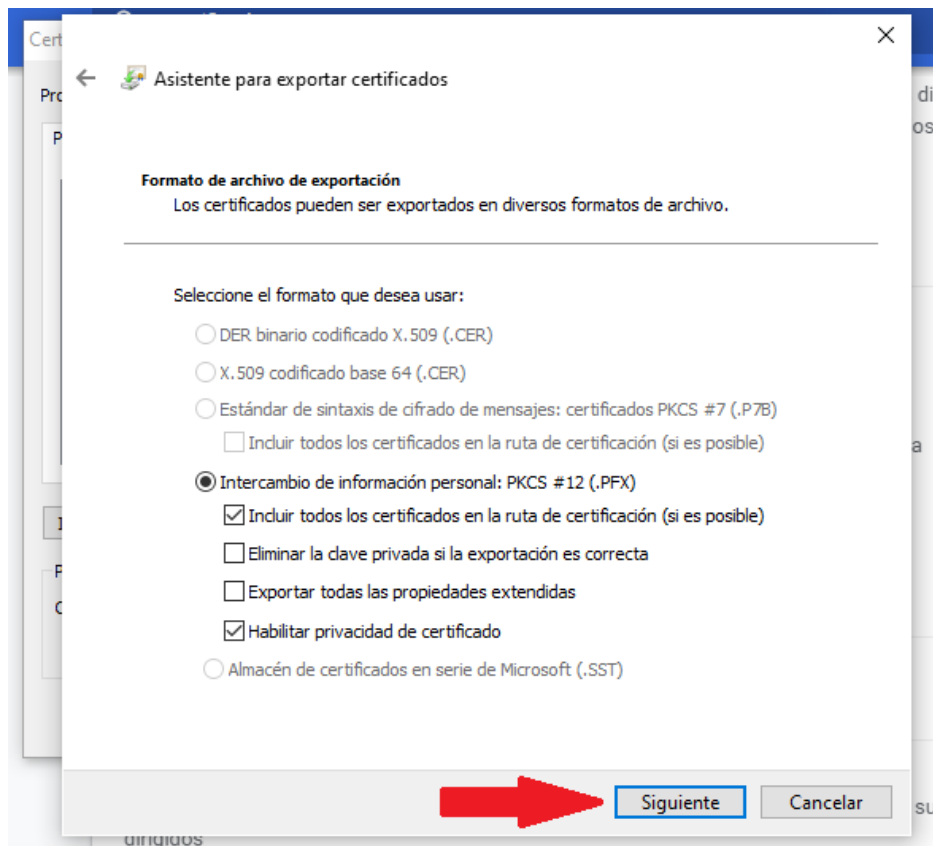 Cert
Asistente para exportar certificados
Formato de archivo de exportación
Los certificados pueden ser exportados en diversos formatos de archivo.
Seleccione el formato que desea usar:
DER binario codificado X.509 (.CER)
X.509 codificado base 64 (.CER)
Estándar de sintaxis de cifrado de mensajes: certificados PKCS #7 (.P7B)
Incluir todos los certificados en la ruta de certificación (si es posible)
Intercambio de información personal: PKCS #12 (.PFX)
Incluir todos los certificados en la ruta de certificación (si es posible)
Eliminar la clave privada si la exportación es correcta
Exportar todas las propiedades extendidas
Habilitar privacidad de certificado
Almacén de certificados en serie de Microsoft (.SST)
Siguiente Cancelar
dirigidos